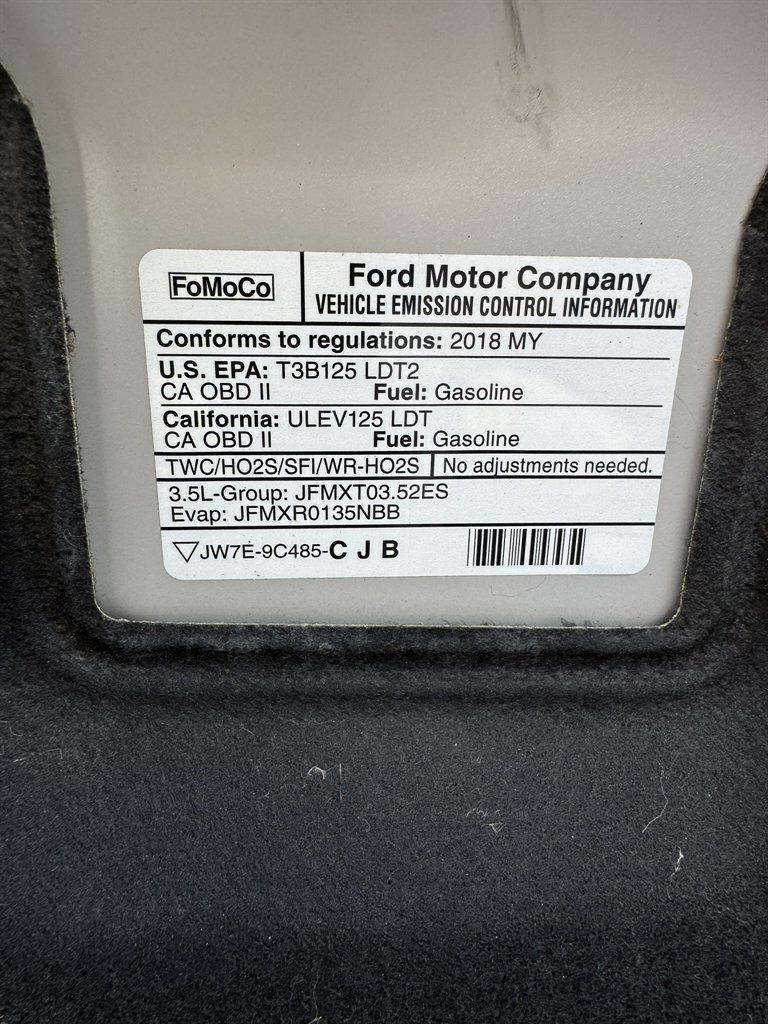 FoMoCo
Ford Motor Company
VEHICLE EMISSION CONTROL INFORMATION
Conforms to regulations: 2018 MY
U.S. EPA: T3B125 LDT2
CA OBD II Fuel: Gasoline
California: ULEV125 LDT
CA OBD II Fuel: Gasoline
TWC/HO2S/SFI/WR-HO2S No adjustments needed.
3.5L-Group: JFMXT03.52ES
Evap: JFMXR0135NBB
JW7E-9C485-C J B